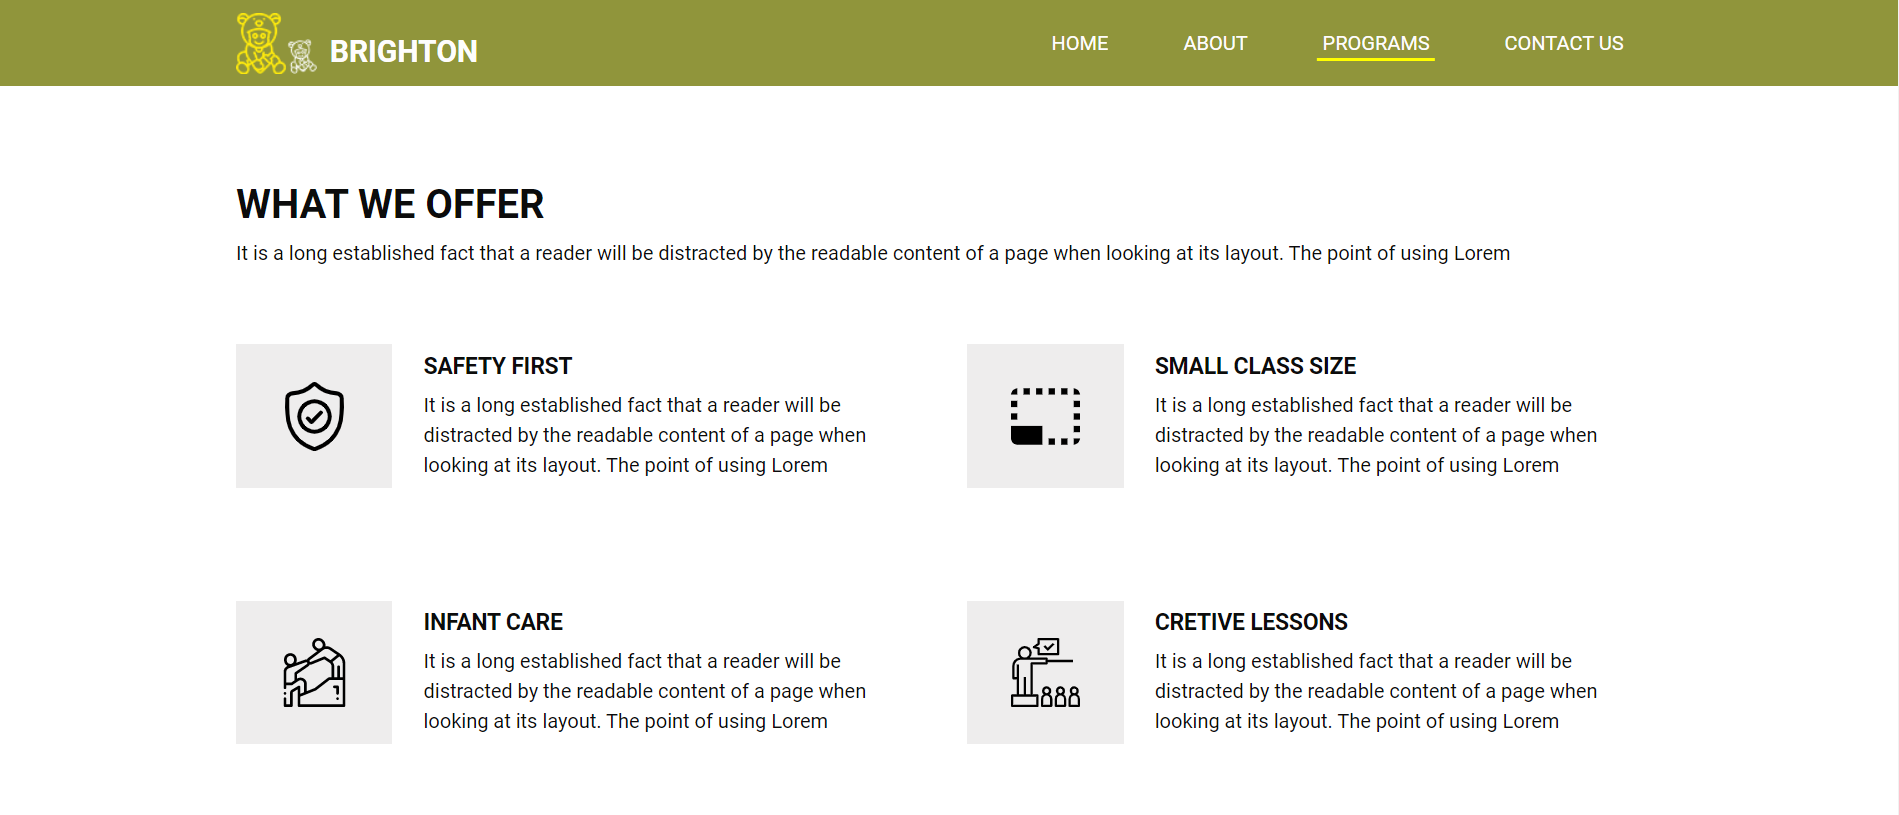 BRIGHTON
HOME ABOUT PROGRAMS CONTACT US
WHAT WE OFFER
It is a long established fact that a reader will be distracted by the readable content of a page when looking at its layout. The point of using Lorem
SAFETY FIRST
It is a long established fact that a reader will be
distracted by the readable content of a page when
looking at its layout. The point of using Lorem
SMALL CLASS SIZE
It is a long established fact that a reader will be
distracted by the readable content of a page when
looking at its layout. The point of using Lorem
INFANT CARE
It is a long established fact that a reader will be
distracted by the readable content of a page when
looking at its layout. The point of using Lorem
CRETIVE LESSONS
It is a long established fact that a reader will be
distracted by the readable content of a page when
looking at its layout. The point of using Lorem